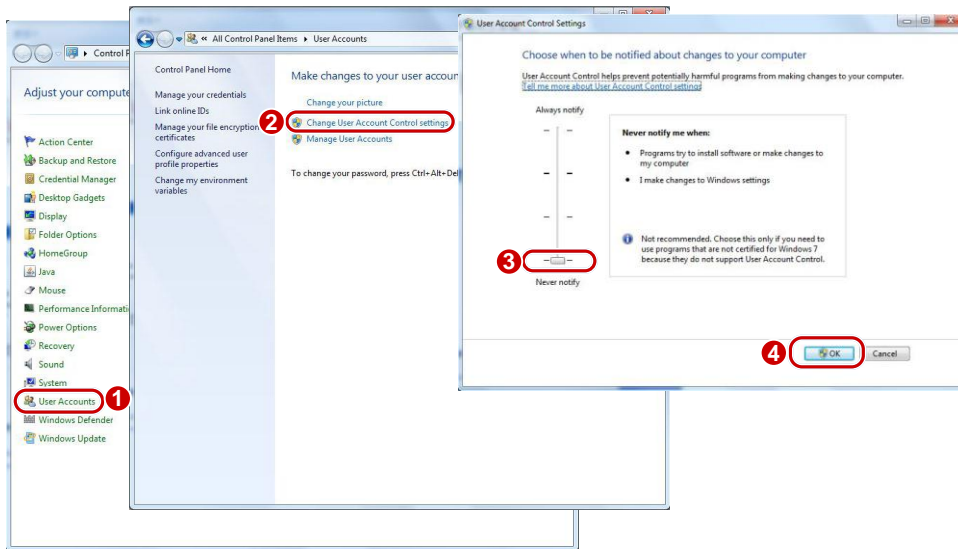 Control P
Adjust your compute
Action Center
Backup and Restore
Credential Manager
Desktop Gadgets
Display
Folder Options
HomeGroup
Java
Mouse
Performance Informati
Power Options
Recovery
Sound
System
User Accounts
1
Windows Defender
Windows Update
« All Control Panel Items ▸ User Accounts
Control Panel Home
Manage your credentials
Link online IDs
Manage your file encryption
certificates
Configure advanced user
profile properties
Change my environment
variables
Make changes to your user accoun
Change your picture
2
Change User Account Control settings
Manage User Accounts
To change your password, press Ctrl+Alt+Del
User Account Control Settings
Choose when to be notified about changes to your computer
User Account Control helps prevent potentially harmful programs from making changes to your computer.
Tell me more about User Account Control settings
Always notify
Never notify me when:
• Programs try to install software or make changes to
my computer
• I make changes to Windows settings
Not recommended. Choose this only if you need to
use programs that are not certified for Windows 7
because they do not support User Account Control.
3
Never notify
4
OK
Cancel